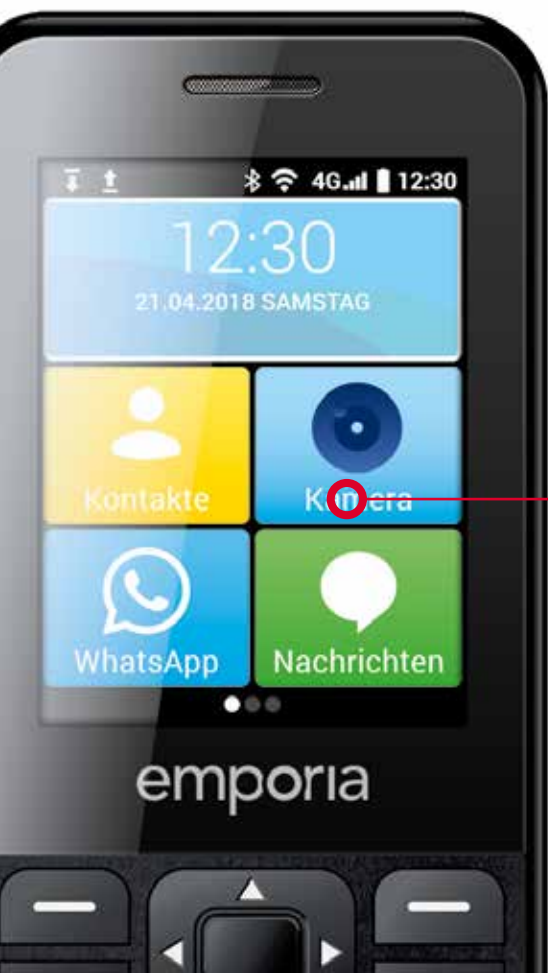 4G 12:30
12:30
21.04.2018 SAMSTAG
Kontakte
Kamera
WhatsApp
Nachrichten
emporia